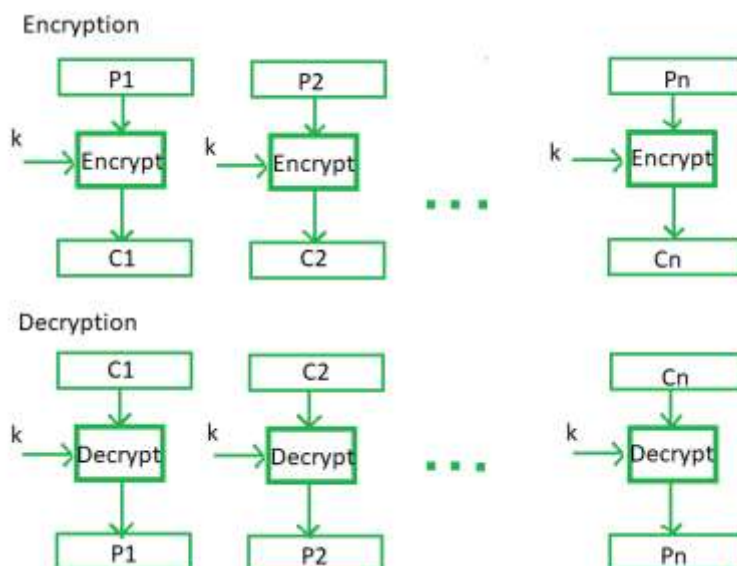 Encryption
P1 P2 Pn
k Encrypt k Encrypt k Encrypt
C1 C2 Cn
Decryption
C1 C2 Cn
k Decrypt k Decrypt k Decrypt
P1 P2 Pn